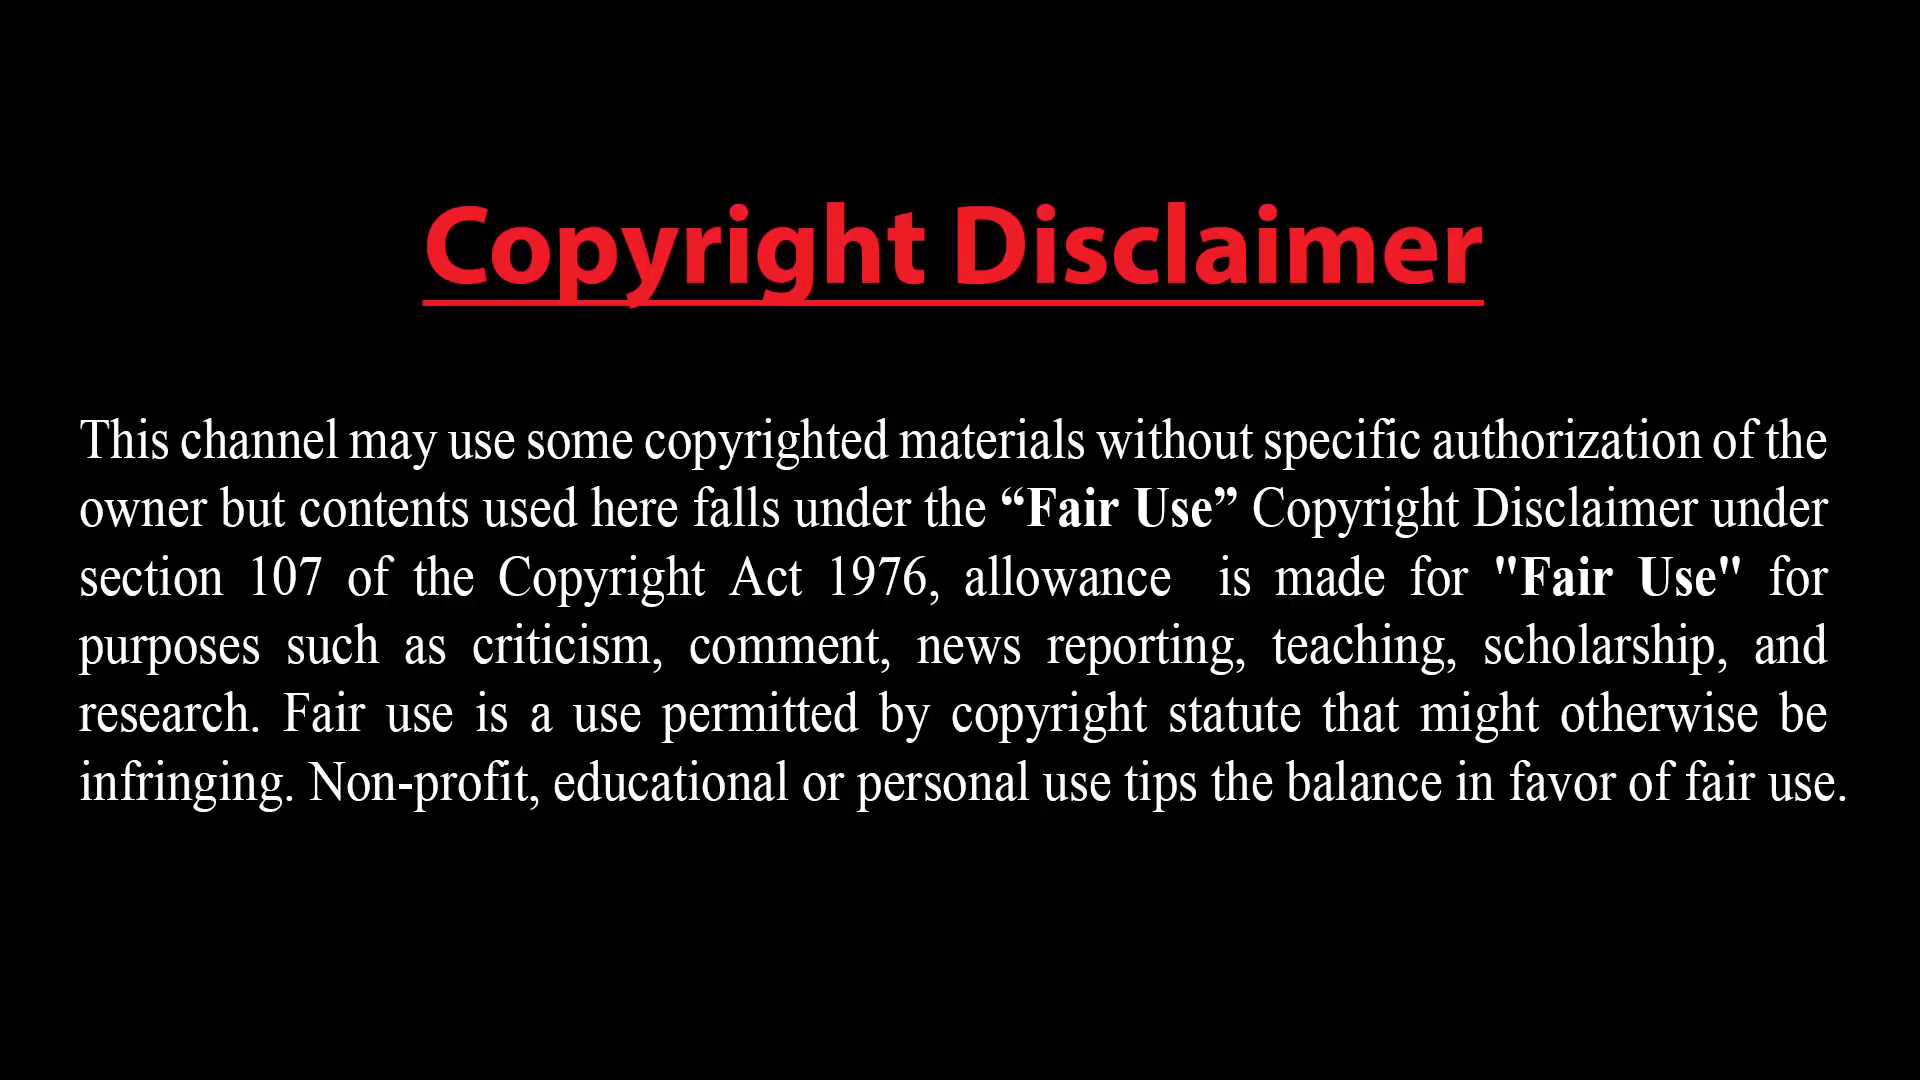 Copyright Disclaimer
This channel may use some copyrighted materials without specific authorization of the
owner but contents used here falls under the “Fair Use” Copyright Disclaimer under
section 107 of the Copyright Act 1976, allowance is made for "Fair Use" for
purposes such as criticism, comment, news reporting, teaching, scholarship, and
research. Fair use is a use permitted by copyright statute that might otherwise be
infringing. Non-profit, educational or personal use tips the balance in favor of fair use.